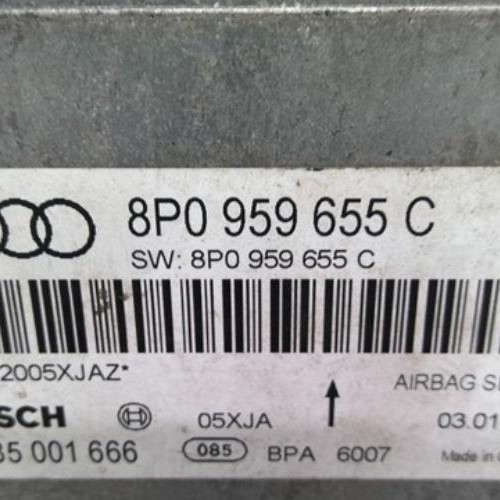 8P0 959 655 C
SW: 8P0 959 655 C
2005XJAZ*
AIRBAG
SCH 05XJA 03.01
35 001 666 085 BPA 6007 Made in